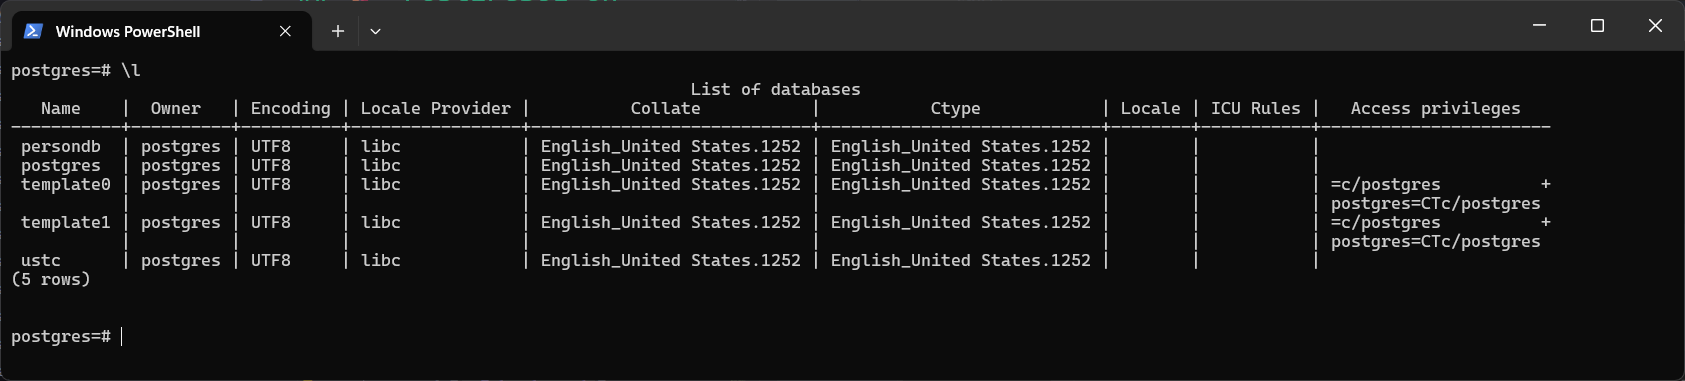 Windows PowerShell
postgres=# \l
                                                                    List of databases
   Name    |  Owner   | Encoding | Locale Provider |          Collate           |           Ctype            | Locale | ICU Rules |   Access privileges
-----------+----------+----------+-----------------+----------------------------+----------------------------+--------+-----------+-----------------------
 persondb  | postgres | UTF8     | libc            | English_United States.1252 | English_United States.1252 |        |           |
 postgres  | postgres | UTF8     | libc            | English_United States.1252 | English_United States.1252 |        |           |
 template0 | postgres | UTF8     | libc            | English_United States.1252 | English_United States.1252 |        |           | =c/postgres          +
           |          |          |                 |                            |                            |        |           | postgres=CTc/postgres
 template1 | postgres | UTF8     | libc            | English_United States.1252 | English_United States.1252 |        |           | =c/postgres          +
           |          |          |                 |                            |                            |        |           | postgres=CTc/postgres
 ustc      | postgres | UTF8     | libc            | English_United States.1252 | English_United States.1252 |        |           |
(5 rows)
postgres=#